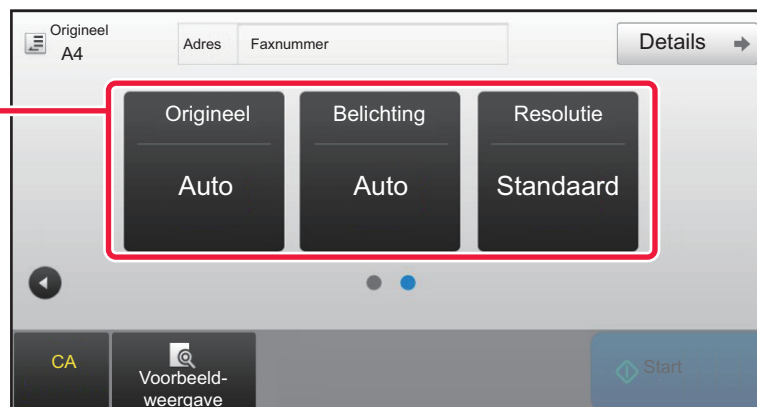 Origineel
A4
Adres
Faxnummer
Details
Origineel
Auto
Belichting
Auto
Resolutie
Standaard
CA
Voorbeeld-
weergave
Start